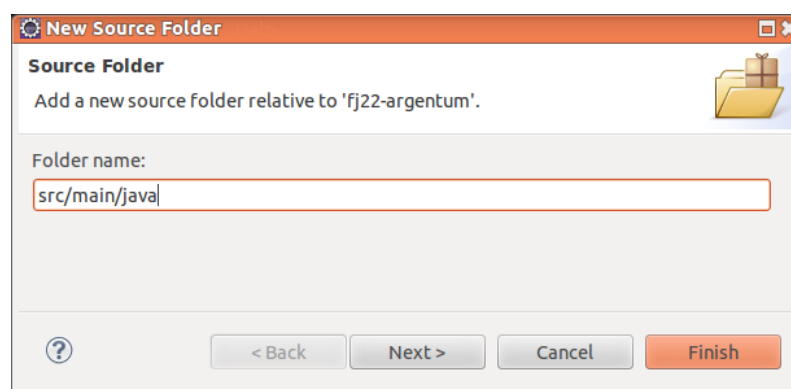 New Source Folder
Source Folder
Add a new source folder relative to 'fj22-argentum'.
Folder name:
src/main/java
< Back Next > Cancel Finish